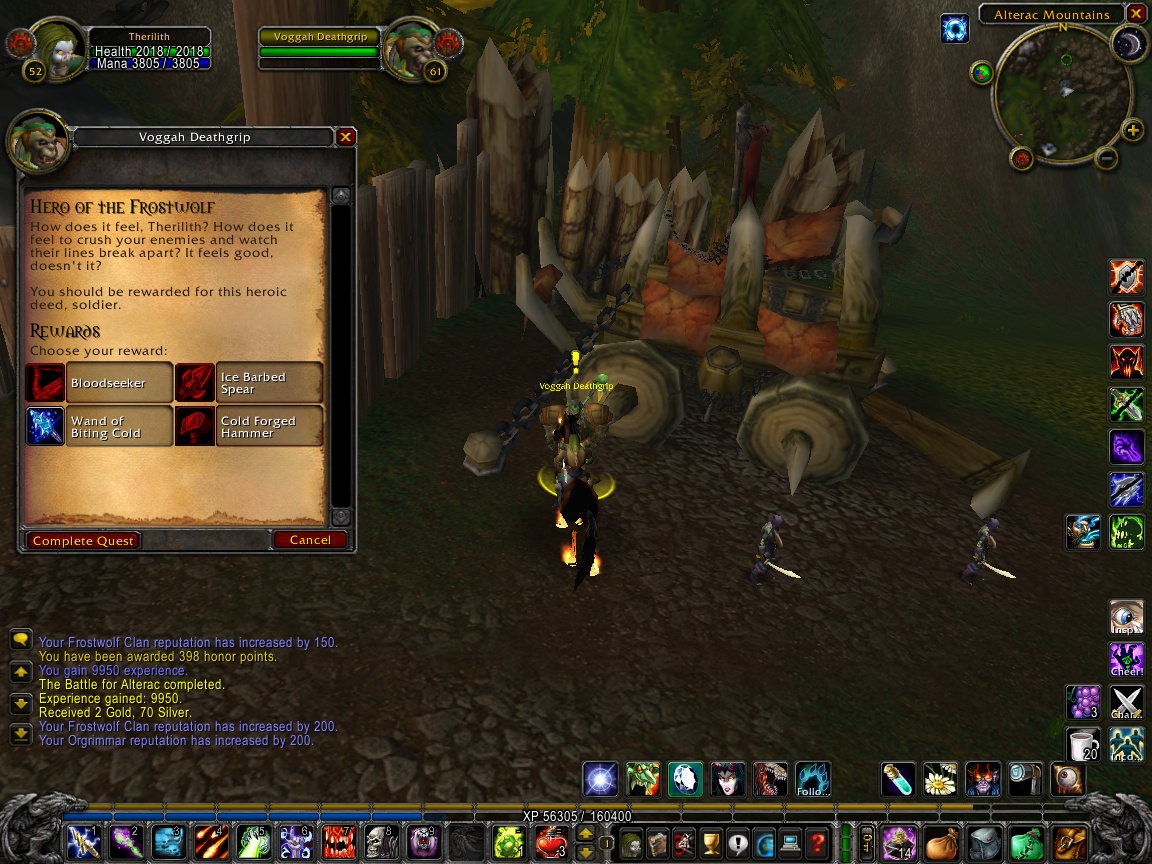 Therilith
Health 2018 / 2018
Mana 3805 / 3805
52
Voggah Deathgrip
61
Alterac Mountains
N
Voggah Deathgrip
Hero of the Frostwolf
How does it feel, Therilith? How does it
feel to crush your enemies and watch
their lines break apart? It feels good,
doesn't it?
You should be rewarded for this heroic
deed, soldier.
Rewards
Choose your reward:
Bloodseeker
Ice Barbed
Spear
Wand of
Biting Cold
Cold Forged
Hammer
Complete Quest
Cancel
Voggah Deathgrip
Your Frostwolf Clan reputation has increased by 150.
You have been awarded 398 honor points.
You gain 9950 experience.
The Battle for Alterac completed.
Experience gained: 9950.
Received 2 Gold, 70 Silver.
Your Frostwolf Clan reputation has increased by 200.
Your Orgrimmar reputation has increased by 200.
Insp
Cheer!
3
Char...
20
Follo...
XP 56305 / 160400
1
2
3
4
5
6
7
8
9
3
1
14